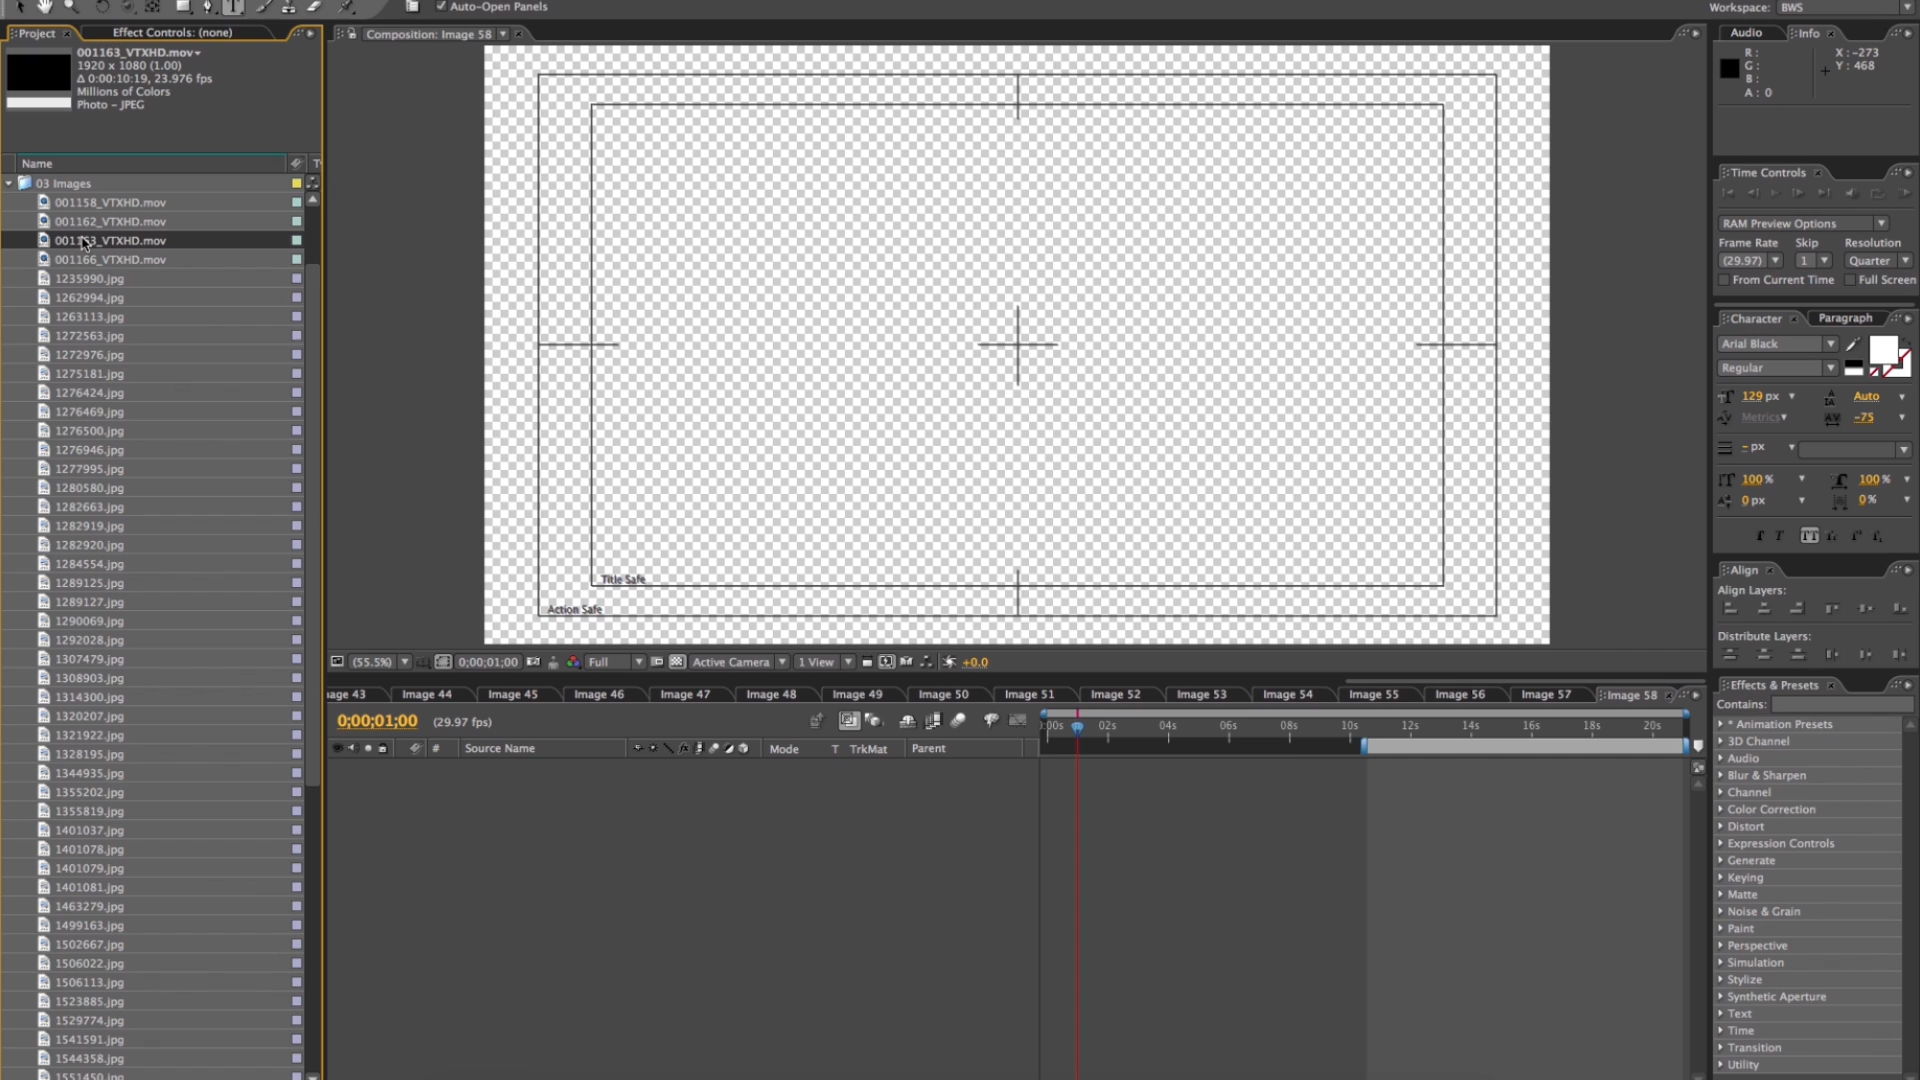 Auto-Open Panels
Workspace: BWS
Project
Effect Controls: (none)
001163_VTXHD.mov
1920 x 1080 (1.00)
Δ 0:00:10:19, 23.976 fps
Millions of Colors
Photo - JPEG
Name
03 Images
001158_VTXHD.mov
001162_VTXHD.mov
001163_VTXHD.mov
001166_VTXHD.mov
1235990.jpg
1262994.jpg
1263113.jpg
1272563.jpg
1272976.jpg
1275181.jpg
1276424.jpg
1276469.jpg
1276500.jpg
1276946.jpg
1277995.jpg
1280580.jpg
1282663.jpg
1282919.jpg
1282920.jpg
1284554.jpg
1289125.jpg
1289127.jpg
1290069.jpg
1292028.jpg
1307479.jpg
1308903.jpg
1314300.jpg
1320207.jpg
1321922.jpg
1328195.jpg
1344935.jpg
1355202.jpg
1355819.jpg
1401037.jpg
1401078.jpg
1401079.jpg
1401081.jpg
1463279.jpg
1499163.jpg
1502667.jpg
1506022.jpg
1506113.jpg
1523885.jpg
1529774.jpg
1541591.jpg
1544358.jpg
1551450.jpg
Composition: Image 58
Title Safe
Action Safe
(55.5%) 0;00;01;00 Full Active Camera 1 View +0.0
age 43 Image 44 Image 45 Image 46 Image 47 Image 48 Image 49 Image 50 Image 51 Image 52 Image 53 Image 54 Image 55 Image 56 Image 57 Image 58
0;00;01;00 (29.97 fps)
:00s 02s 04s 06s 08s 10s 12s 14s 16s 18s 20s
# Source Name Mode T TrkMat Parent
Audio Info
R : X : -273
G : Y : 468
B :
A : 0
Time Controls
RAM Preview Options
Frame Rate Skip Resolution
(29.97) 1 Quarter
From Current Time Full Screen
Character Paragraph
Arial Black
Regular
129 px Auto
Metrics -75
- px
100 % 100 %
0 px 0 %
T T TT
Align
Align Layers:
Distribute Layers:
Effects & Presets
Contains:
* Animation Presets
3D Channel
Audio
Blur & Sharpen
Channel
Color Correction
Distort
Expression Controls
Generate
Keying
Matte
Noise & Grain
Paint
Perspective
Simulation
Stylize
Synthetic Aperture
Text
Time
Transition
Utility